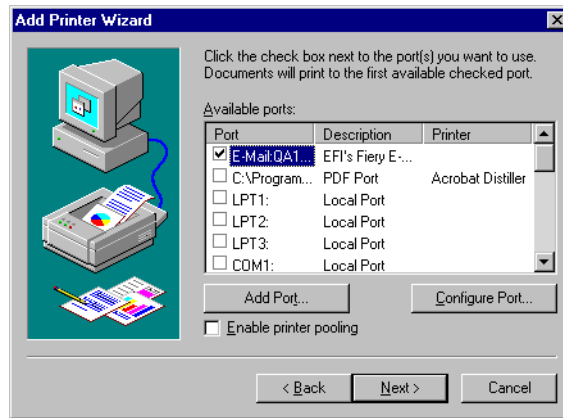 Add Printer Wizard
Click the check box next to the port(s) you want to use.
Documents will print to the first available checked port.
Available ports:
Port Description Printer
E-Mail:QA1... EFI's Fiery E-...
C:\Program... PDF Port Acrobat Distiller
LPT1: Local Port
LPT2: Local Port
LPT3: Local Port
COM1: Local Port
Add Port... Configure Port...
Enable printer pooling
< Back Next > Cancel